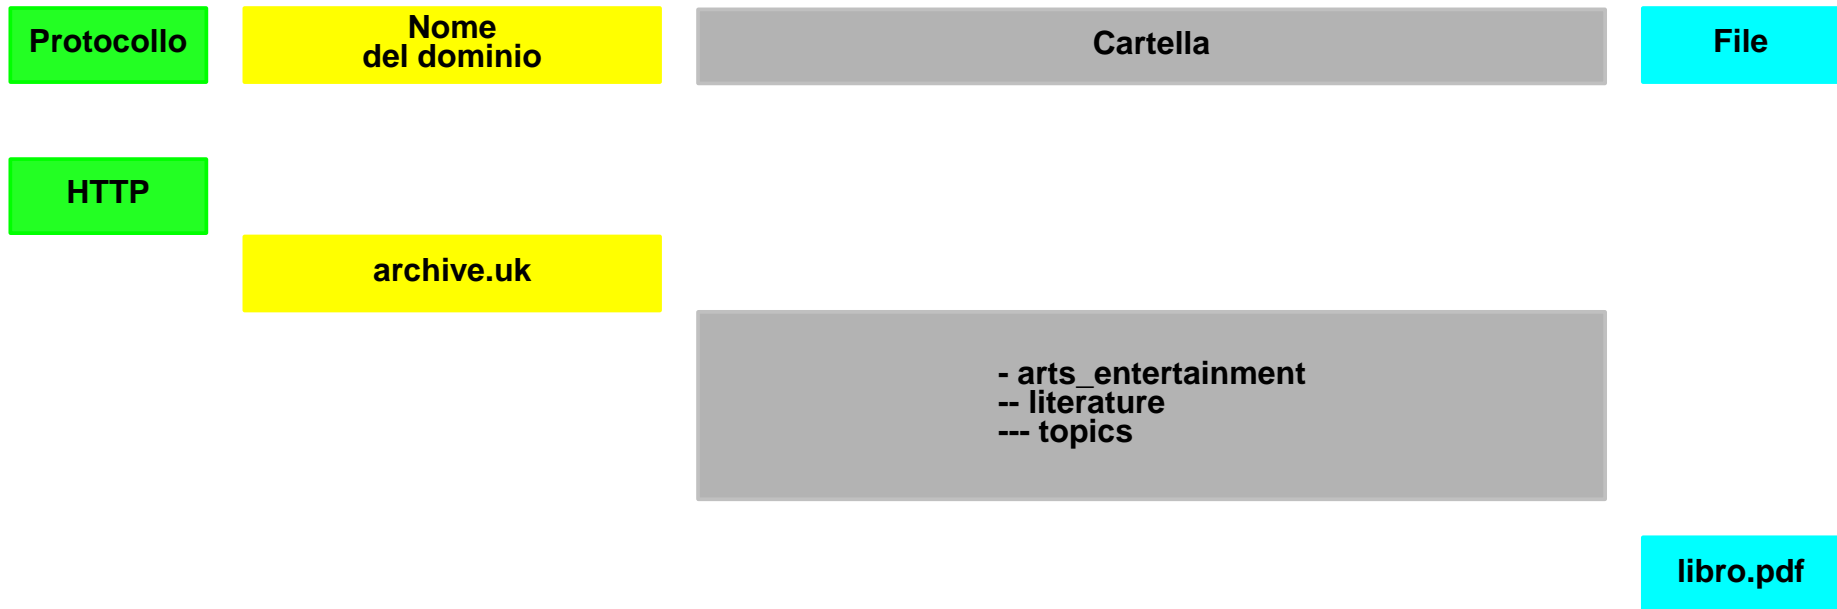 Protocollo
Nome
del dominio
Cartella
File
HTTP
archive.uk
- arts_entertainment
-- literature
--- topics
libro.pdf